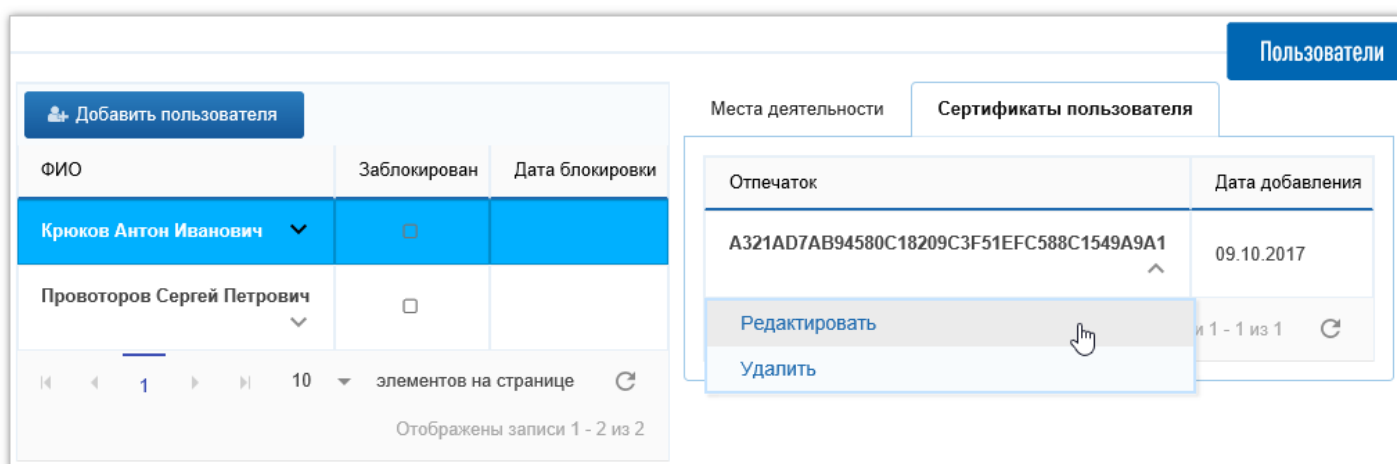 Пользователи
Добавить пользователя
ФИО
Заблокирован
Дата блокировки
Крюков Антон Иванович
Провоторов Сергей Петрович
1
10
элементов на странице
Отображены записи 1 - 2 из 2
Места деятельности
Сертификаты пользователя
Отпечаток
Дата добавления
A321AD7AB94580C18209C3F51EFC588C1549A9A1
09.10.2017
Редактировать
Удалить
и 1 - 1 из 1